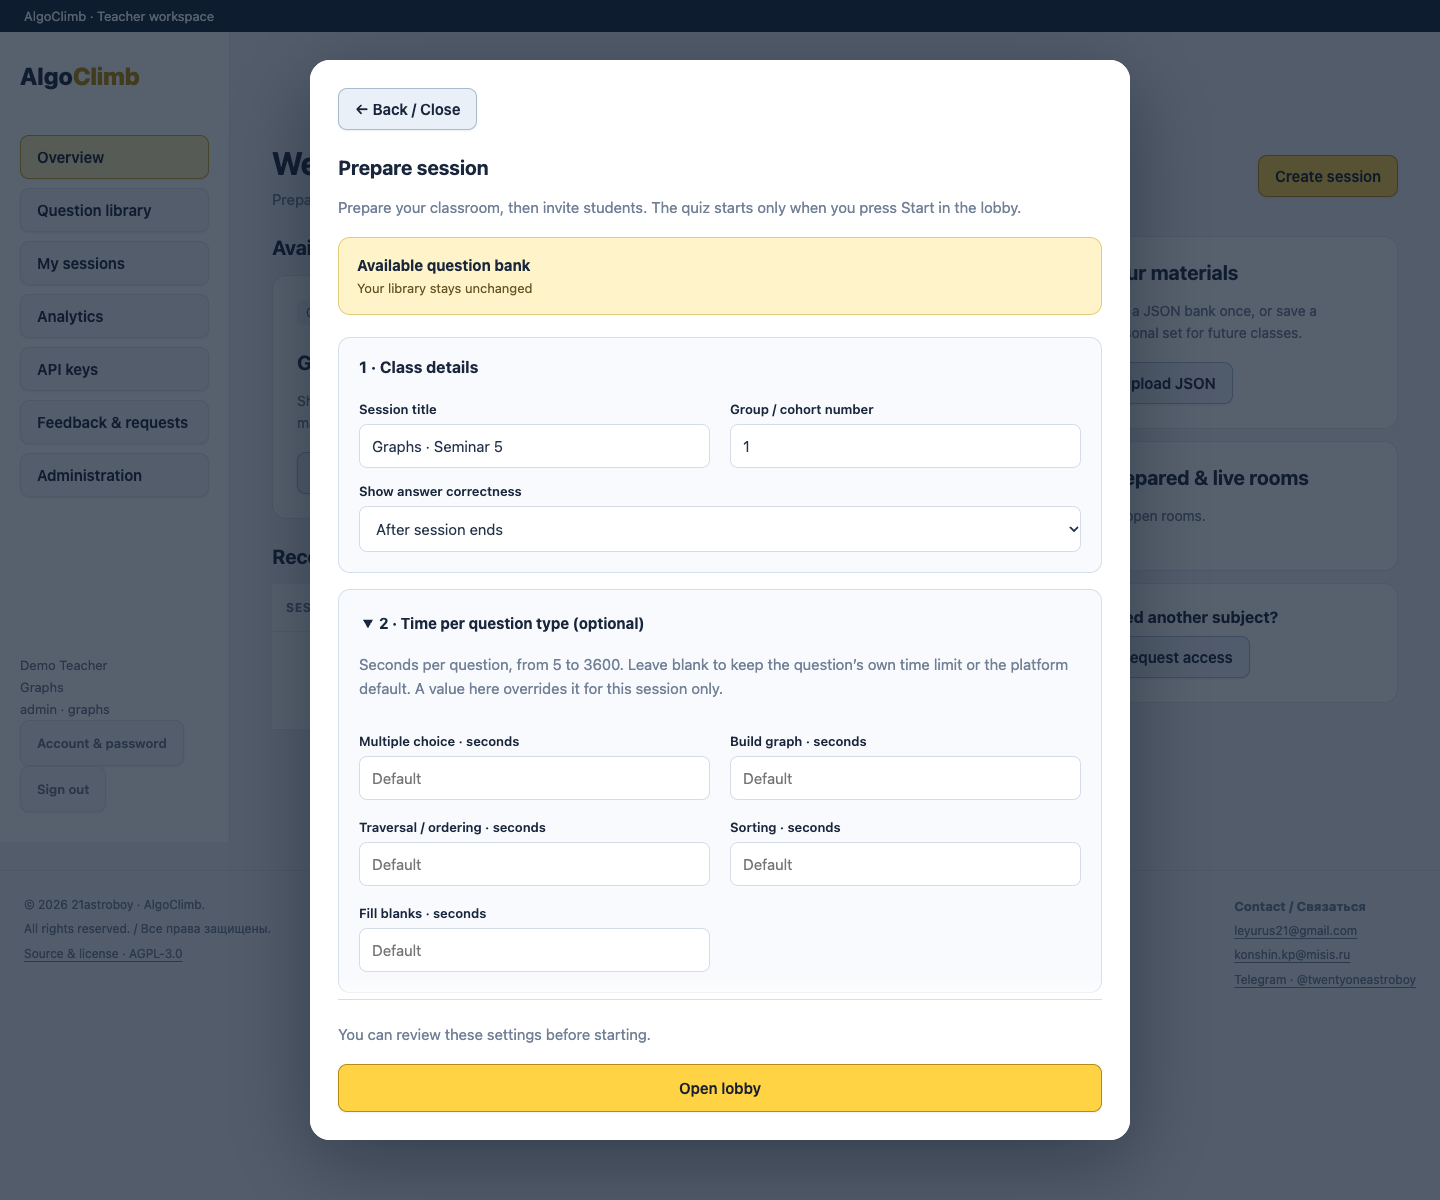 AlgoClimb · Teacher workspace
AlgoClimb
Overview
Question library
My sessions
Analytics
API keys
Feedback & requests
Administration
Demo Teacher
Graphs
admin · graphs
Account & password
Sign out
Create session
a JSON bank once, or save a
set for future classes.
JSON
& live rooms
rooms.
another subject?
access
← Back / Close
Prepare session
Prepare your classroom, then invite students. The quiz starts only when you press Start in the lobby.
Available question bank
Your library stays unchanged
1 · Class details
Session title
Group / cohort number
Graphs · Seminar 5
1
Show answer correctness
After session ends
▼ 2 · Time per question type (optional)
Seconds per question, from 5 to 3600. Leave blank to keep the question's own time limit or the platform
default. A value here overrides it for this session only.
Multiple choice · seconds
Build graph · seconds
Default
Default
Traversal / ordering · seconds
Sorting · seconds
Default
Default
Fill blanks · seconds
Default
You can review these settings before starting.
Open lobby
© 2026 21astroboy · AlgoClimb.
All rights reserved. / Все права защищены.
Source & license · AGPL-3.0
Contact / Связаться
leyurus21@gmail.com
konshin.kp@misis.ru
Telegram · @twentyoneastroboy